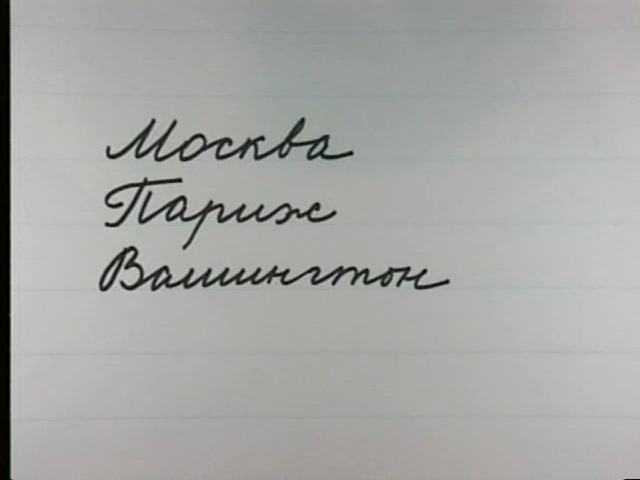 Москва
Париж
Вашингтон